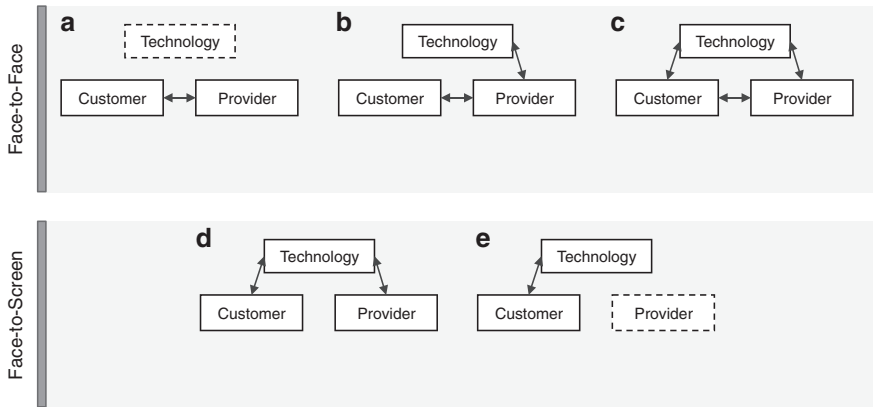 Face-to-Face
a
Technology
Customer
Provider
b
Technology
Customer
Provider
c
Technology
Customer
Provider
Face-to-Screen
d
Technology
Customer
Provider
e
Technology
Customer
Provider